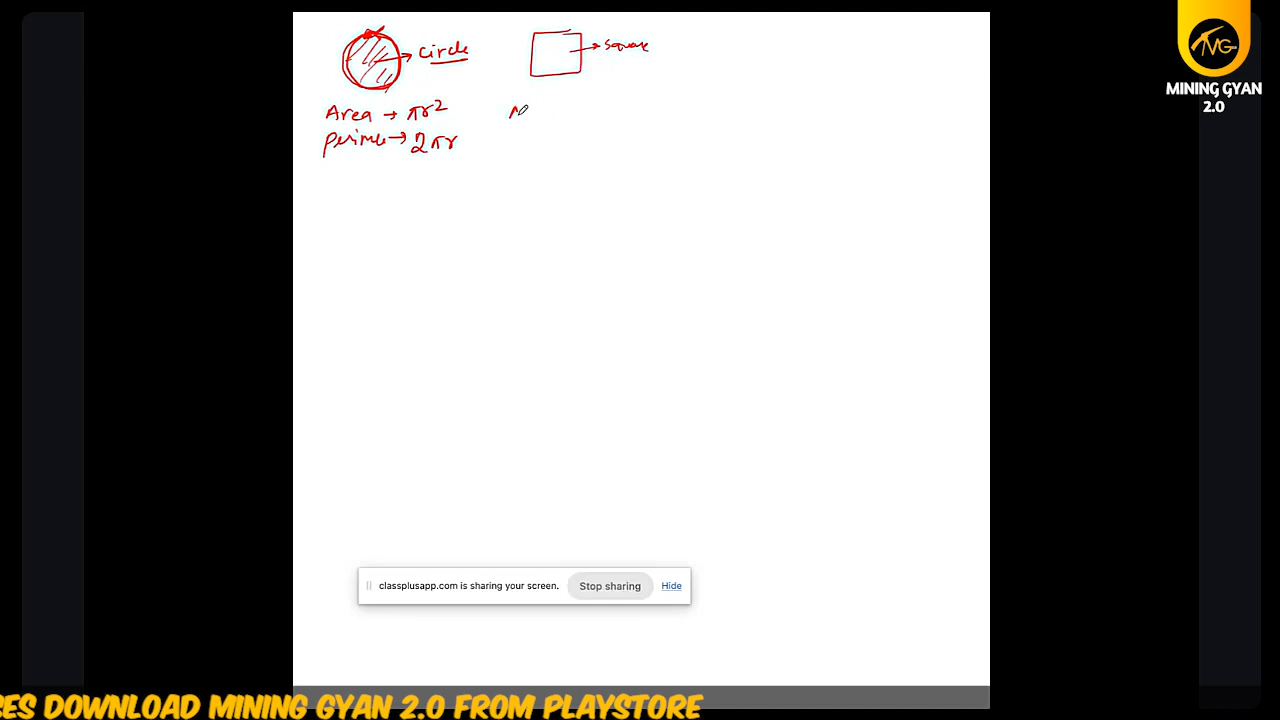 circle
square
Area → πr²
→ 2πr
MINING GYAN
2.0
classplusapp.com is sharing your screen. Stop sharing Hide
SES DOWNLOAD MINING GYAN 2.0 FROM PLAYSTORE